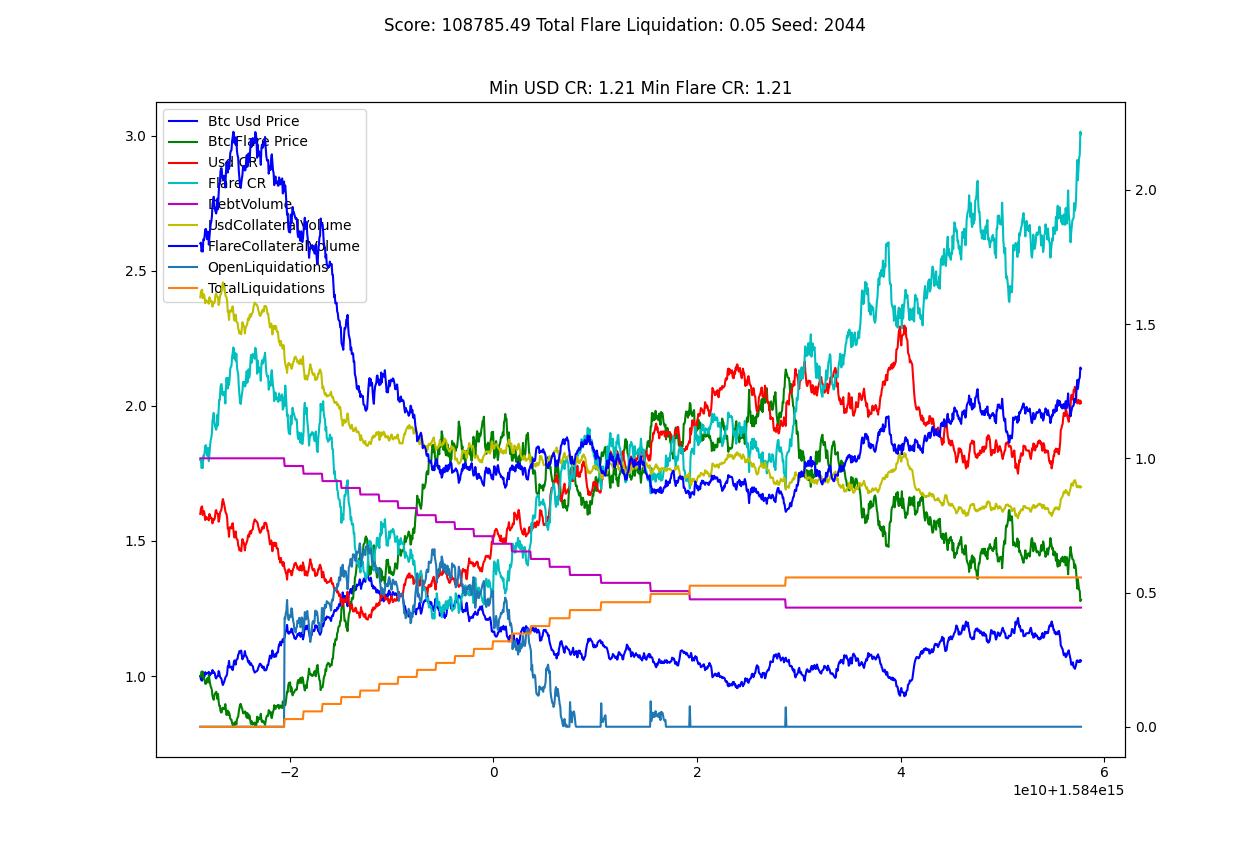 Score: 108785.49 Total Flare Liquidation: 0.05 Seed: 2044
Min USD CR: 1.21 Min Flare CR: 1.21
Btc Usd Price
Btc Flare Price
Usd CR
Flare CR
DebtVolume
UsdCollateralVolume
FlareCollateralVolume
OpenLiquidations
TotalLiquidations
3.0
2.5
2.0
1.5
1.0
2.0
1.5
1.0
0.5
0.0
−2 0 2 4 6
1e10+1.584e15